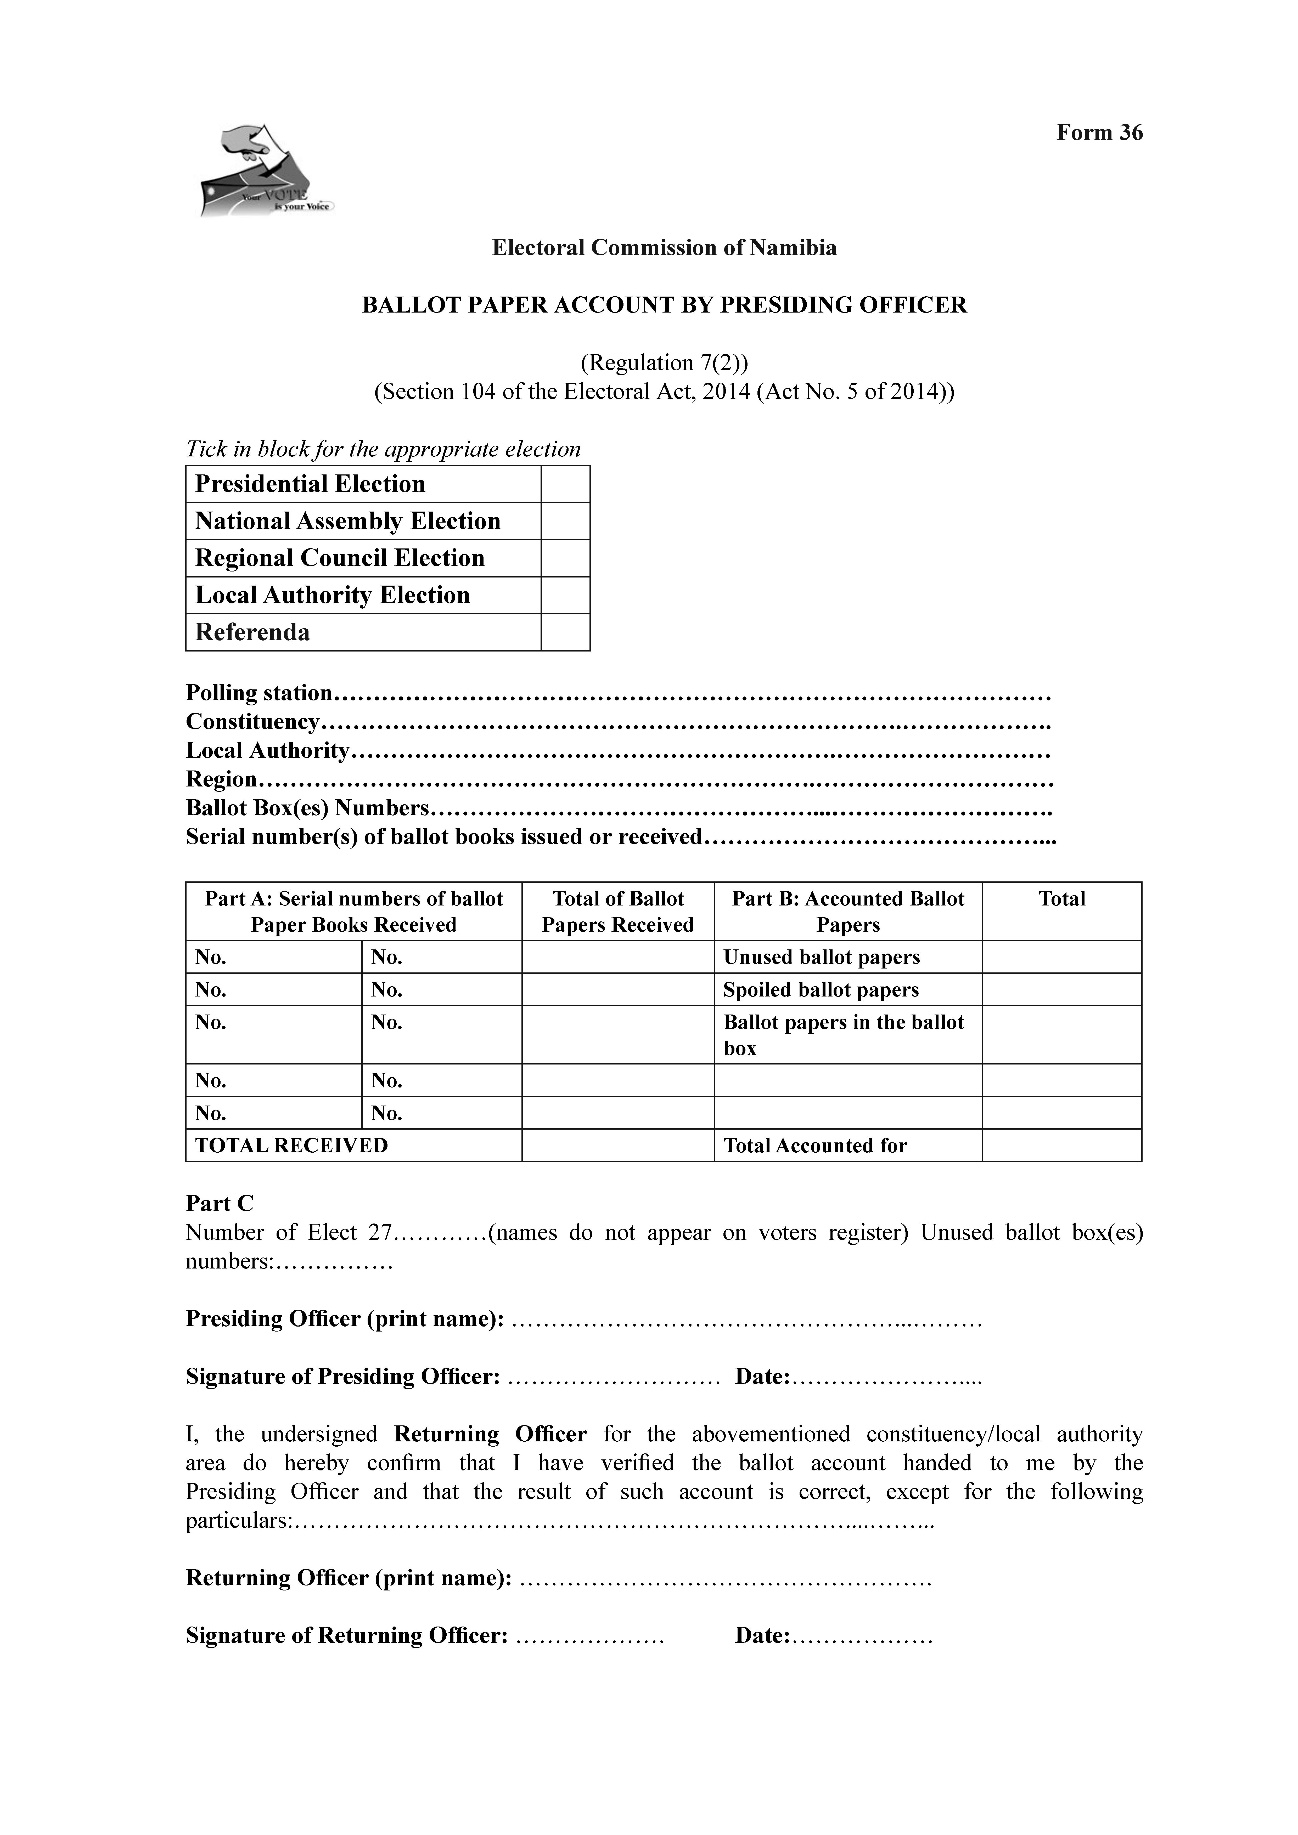 Form 36
Your VOTE
is your Voice
Electoral Commission of Namibia
BALLOT PAPER ACCOUNT BY PRESIDING OFFICER
(Regulation 7(2))
(Section 104 of the Electoral Act, 2014 (Act No. 5 of 2014))
Tick in block for the appropriate election
Presidential Election
National Assembly Election
Regional Council Election
Local Authority Election
Referenda
Polling station……………………………………………………………………………
Constituency…………………………………………………………….……………….
Local Authority………………………………………………….………………………
Region………………………………………………………….…………………………
Ballot Box(es) Numbers…………………………………………...……………………….
Serial number(s) of ballot books issued or received……………………………………...
Part A: Serial numbers of ballot Total of Ballot Part B: Accounted Ballot Total
Paper Books Received Papers Received Papers
No. No. Unused ballot papers
No. No. Spoiled ballot papers
No. No. Ballot papers in the ballot
box
No. No.
No. No.
TOTAL RECEIVED Total Accounted for
Part C
Number of Elect 27…………(names do not appear on voters register) Unused ballot box(es)
numbers:……………
Presiding Officer (print name): …………………………………………...………
Signature of Presiding Officer: ……………………… Date:…………………...
I, the undersigned Returning Officer for the abovementioned constituency/local authority
area do hereby confirm that I have verified the ballot account handed to me by the
Presiding Officer and that the result of such account is correct, except for the following
particulars:……………………………………………………………...……..
Returning Officer (print name): ……………………………………………
Signature of Returning Officer: ………………. Date:………………